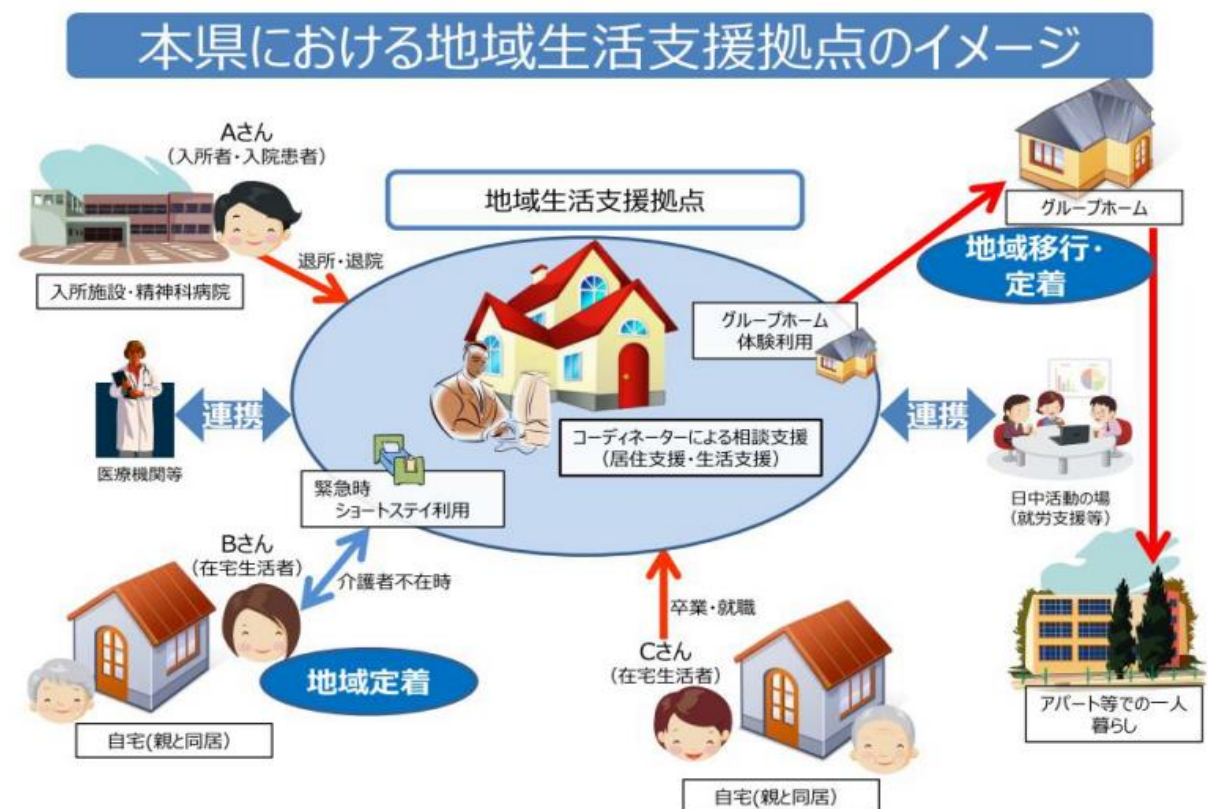 本県における地域生活支援拠点のイメージ
Aさん
（入所者・入院患者）
入所施設・精神科病院
退所・退院
地域生活支援拠点
グループホーム
地域移行・
定着
グループホーム
体験利用
医療機関等
連携
コーディネーターによる相談支援
（居住支援・生活支援）
連携
日中活動の場
（就労支援等）
緊急時
ショートステイ利用
Bさん
（在宅生活者）
介護者不在時
地域定着
自宅(親と同居）
卒業・就職
Cさん
（在宅生活者）
自宅(親と同居）
アパート等での一人
暮らし